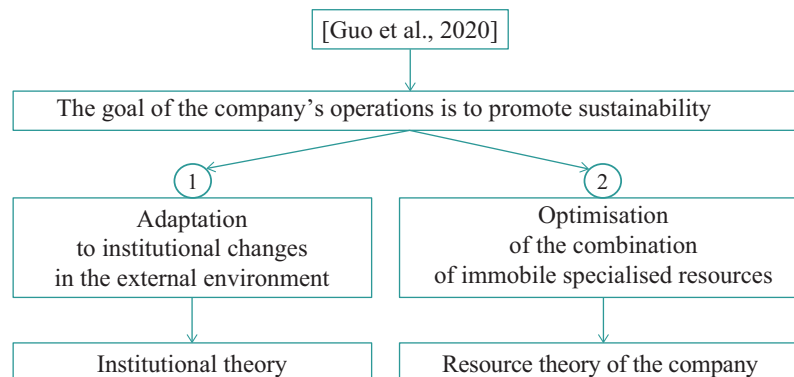 [Guo et al., 2020]
The goal of the company’s operations is to promote sustainability
1
2
Adaptation
to institutional changes
in the external environment
Optimisation
of the combination
of immobile specialised resources
Institutional theory
Resource theory of the company